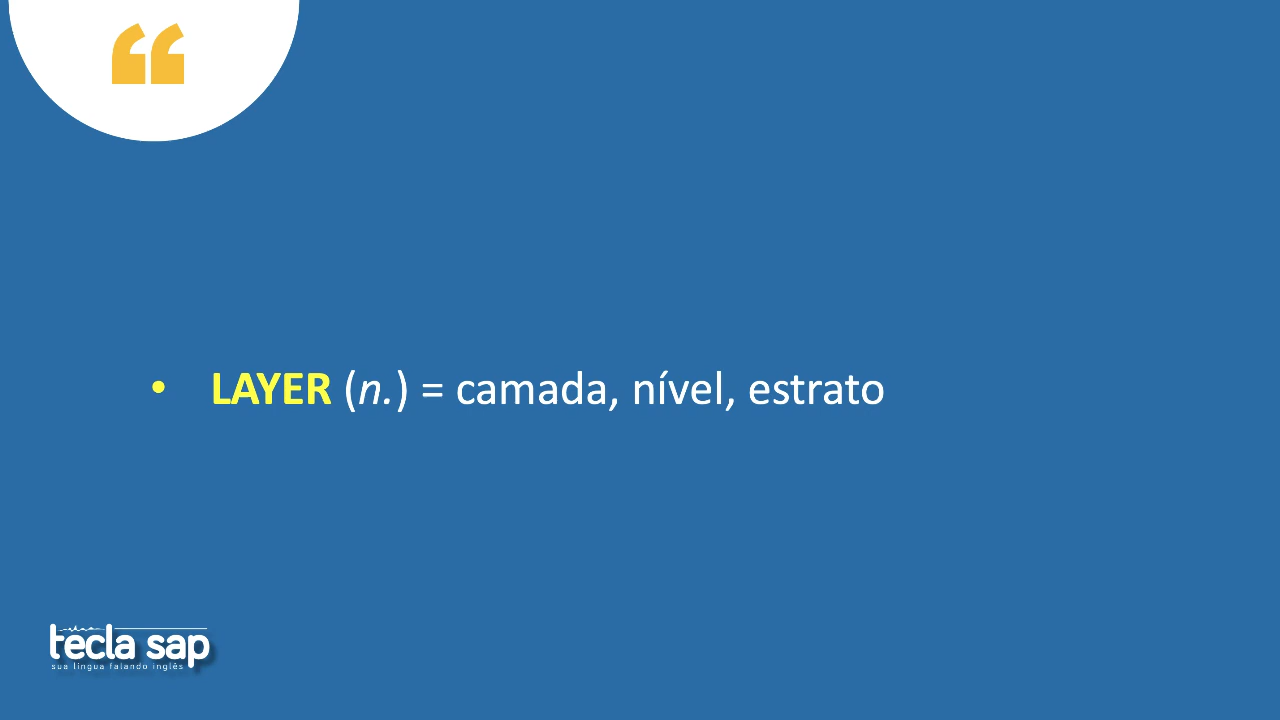 “
• LAYER (n.) = camada, nível, estrato
tecla sap
sua língua falando inglês